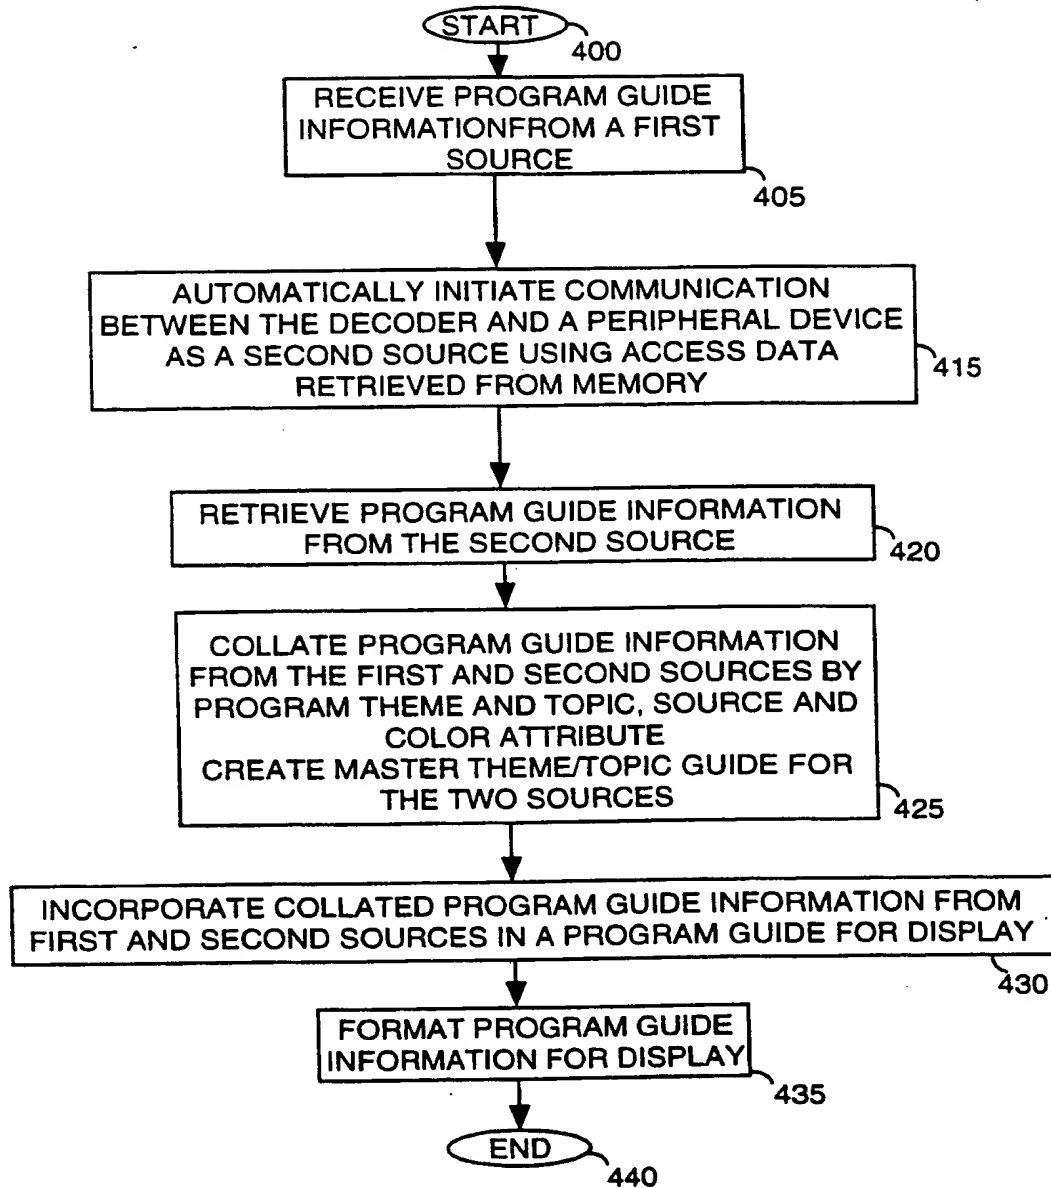 START
400
RECEIVE PROGRAM GUIDE
INFORMATIONFROM A FIRST
SOURCE
405
AUTOMATICALLY INITIATE COMMUNICATION
BETWEEN THE DECODER AND A PERIPHERAL DEVICE
AS A SECOND SOURCE USING ACCESS DATA
RETRIEVED FROM MEMORY
415
RETRIEVE PROGRAM GUIDE INFORMATION
FROM THE SECOND SOURCE
420
COLLATE PROGRAM GUIDE INFORMATION
FROM THE FIRST AND SECOND SOURCES BY
PROGRAM THEME AND TOPIC, SOURCE AND
COLOR ATTRIBUTE
CREATE MASTER THEME/TOPIC GUIDE FOR
THE TWO SOURCES
425
INCORPORATE COLLATED PROGRAM GUIDE INFORMATION FROM
FIRST AND SECOND SOURCES IN A PROGRAM GUIDE FOR DISPLAY
430
FORMAT PROGRAM GUIDE
INFORMATION FOR DISPLAY
435
END
440